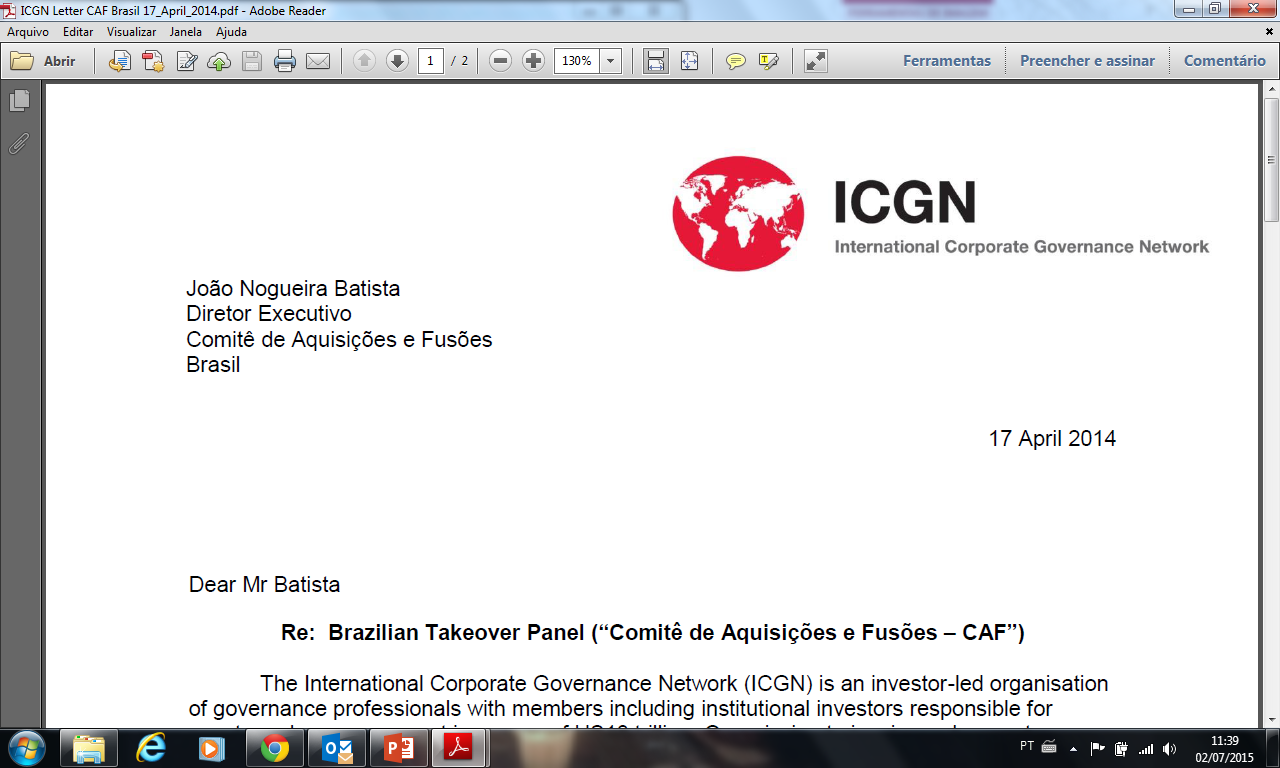 ICGN Letter CAF Brasil 17_April_2014.pdf - Adobe Reader
Arquivo Editar Visualizar Janela Ajuda
Abrir 1 / 2 130% Ferramentas Preencher e assinar Comentário
ICGN
International Corporate Governance Network
João Nogueira Batista
Diretor Executivo
Comitê de Aquisições e Fusões
Brasil
17 April 2014
Dear Mr Batista
Re: Brazilian Takeover Panel (“Comitê de Aquisições e Fusões – CAF”)
The International Corporate Governance Network (ICGN) is an investor-led organisation
of governance professionals with members including institutional investors responsible for
PT 11:39
02/07/2015